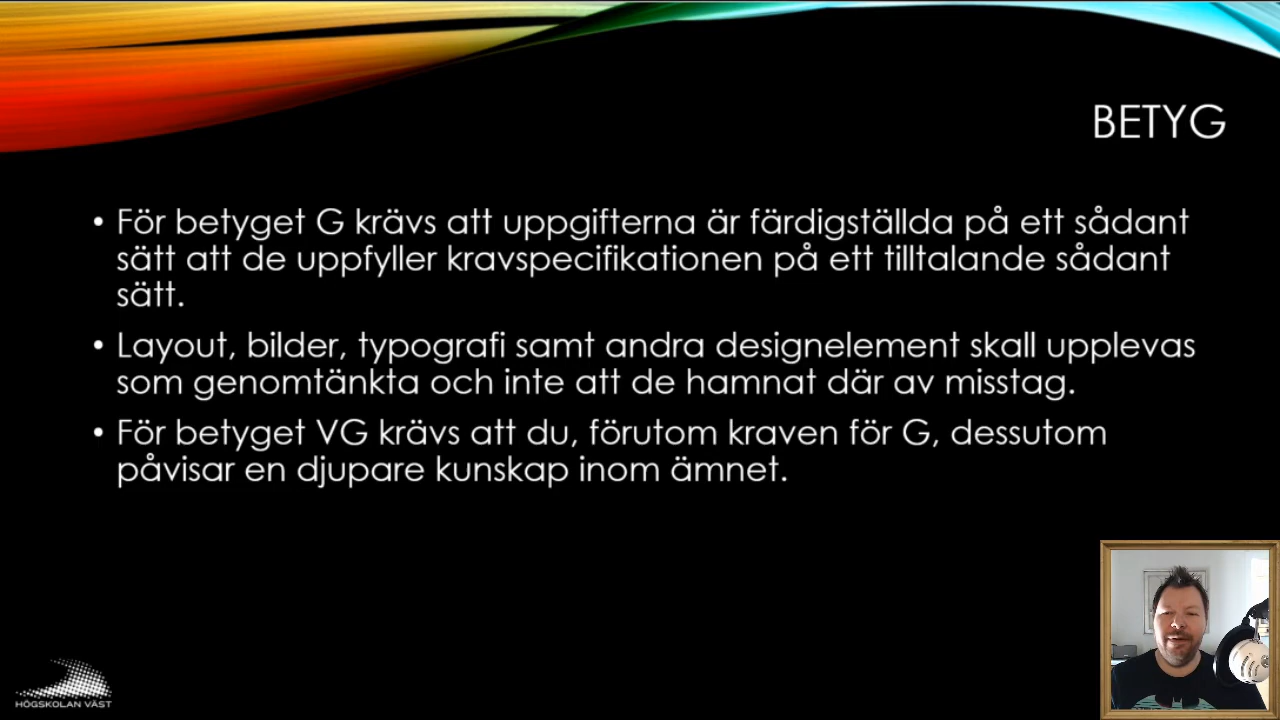 BETYG
• För betyget G krävs att uppgifterna är färdigställda på ett sådant
sätt att de uppfyller kravspecifikationen på ett tilltalande sådant
sätt.
• Layout, bilder, typografi samt andra designelement skall upplevas
som genomtänkta och inte att de hamnat där av misstag.
• För betyget VG krävs att du, förutom kraven för G, dessutom
påvisar en djupare kunskap inom ämnet.
HÖGSKOLAN VÄST